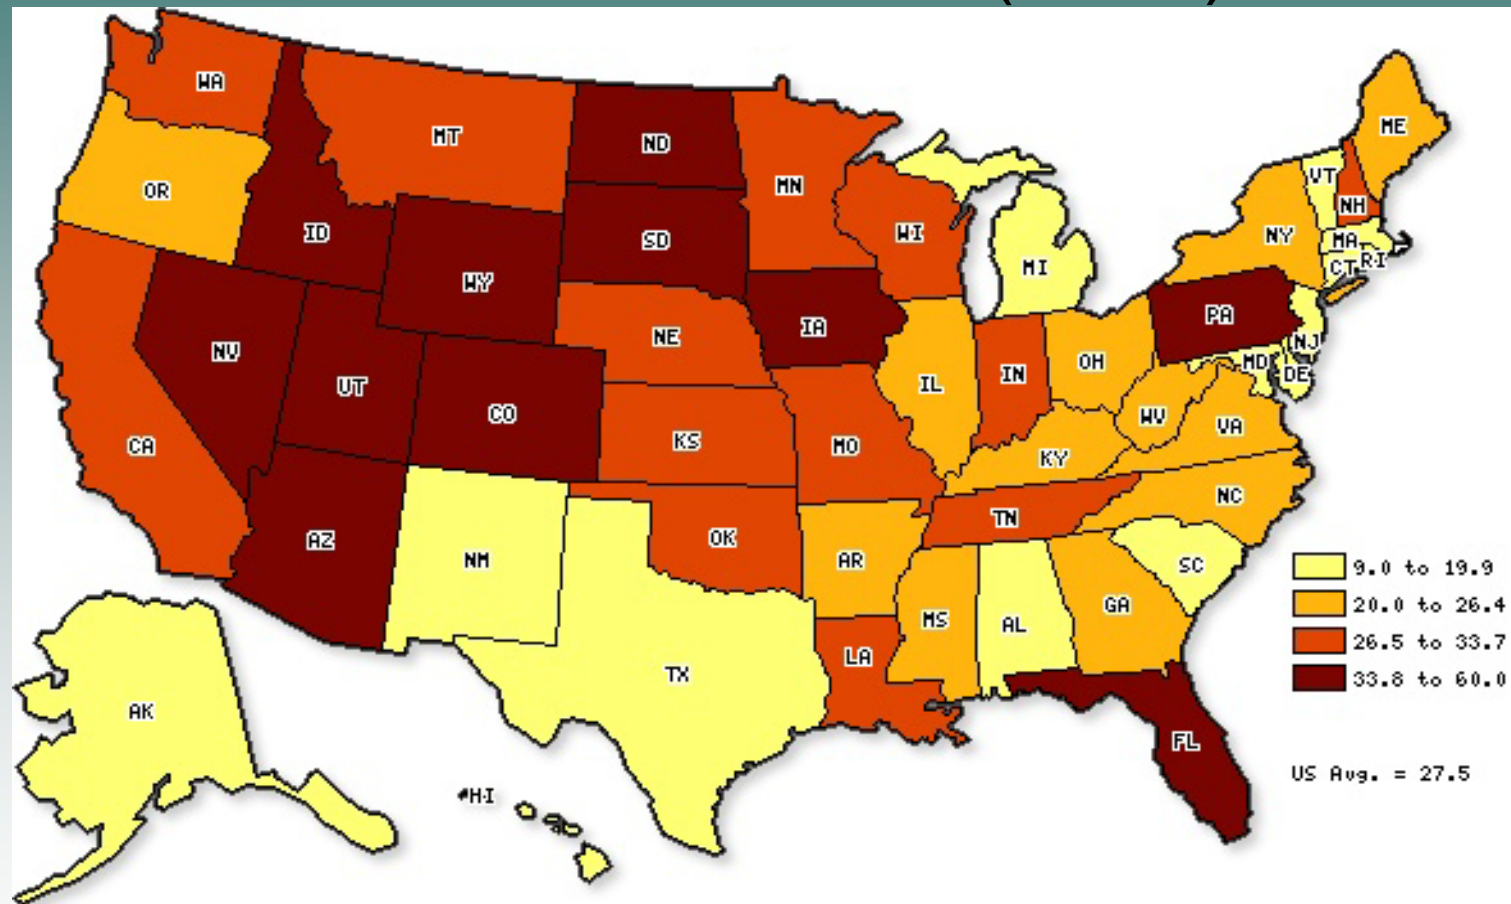 WA
MT
ND
MN
OR
ID
SD
WI
WY
MI
ME
VT
NH
NY
MA
CT
RI
NV
UT
CO
NE
IA
IL
IN
OH
PA
NJ
MD
DE
CA
KS
MO
KY
WV
VA
AZ
NM
OK
AR
TN
NC
SC
MS
AL
GA
TX
LA
FL
AK
HI
9.0 to 19.9
20.0 to 26.4
26.5 to 33.7
33.8 to 60.0
US Avg. = 27.5